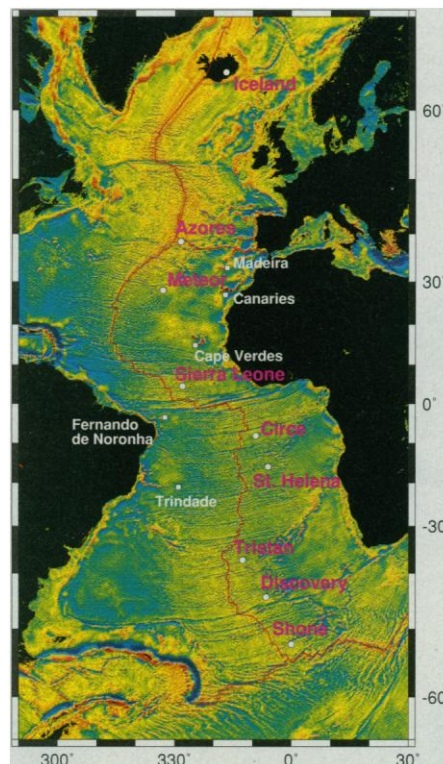 Iceland
60°
Azores
Madeira
Meteor
30°
Canaries
Cape Verdes
Sierra Leone
0°
Fernando
de Noronha
Circe
St. Helena
Trindade
-30°
Tristan
Discovery
Shona
-60°
300°
330°
0°
30°